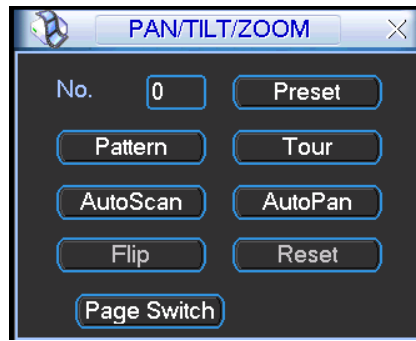 PAN/TILT/ZOOM
No. 0 Preset
Pattern Tour
AutoScan AutoPan
Flip Reset
Page Switch